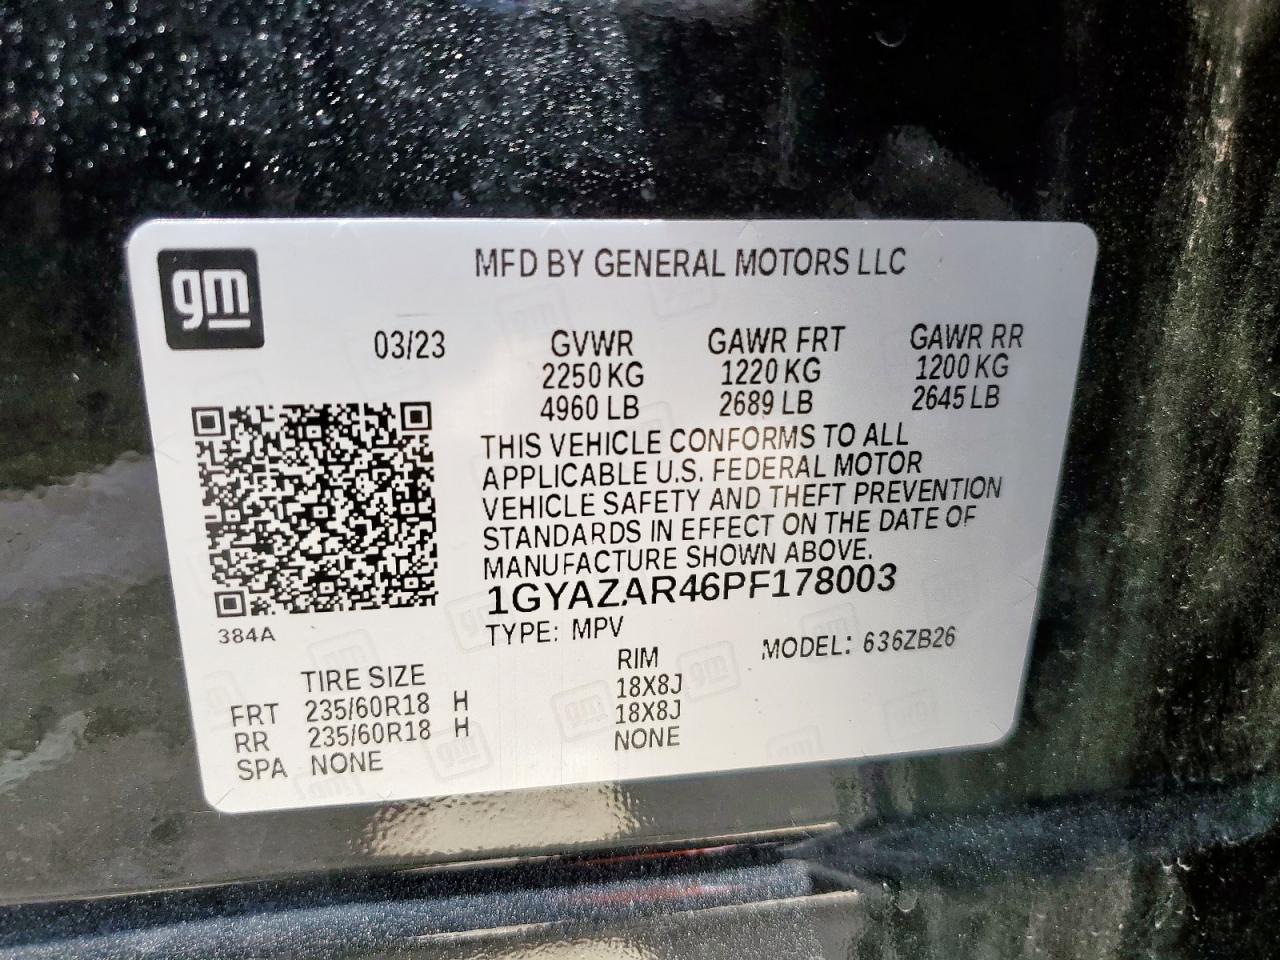 gm
MFD BY GENERAL MOTORS LLC
03/23
GVWR GAWR FRT GAWR RR
2250 KG 1220 KG 1200 KG
4960 LB 2689 LB 2645 LB
THIS VEHICLE CONFORMS TO ALL
APPLICABLE U.S. FEDERAL MOTOR
VEHICLE SAFETY AND THEFT PREVENTION
STANDARDS IN EFFECT ON THE DATE OF
MANUFACTURE SHOWN ABOVE.
1GYAZAR46PF178003
384A
TYPE: MPV MODEL: 636ZB26
TIRE SIZE RIM
FRT 235/60R18 H 18X8J
RR 235/60R18 H 18X8J
SPA NONE NONE